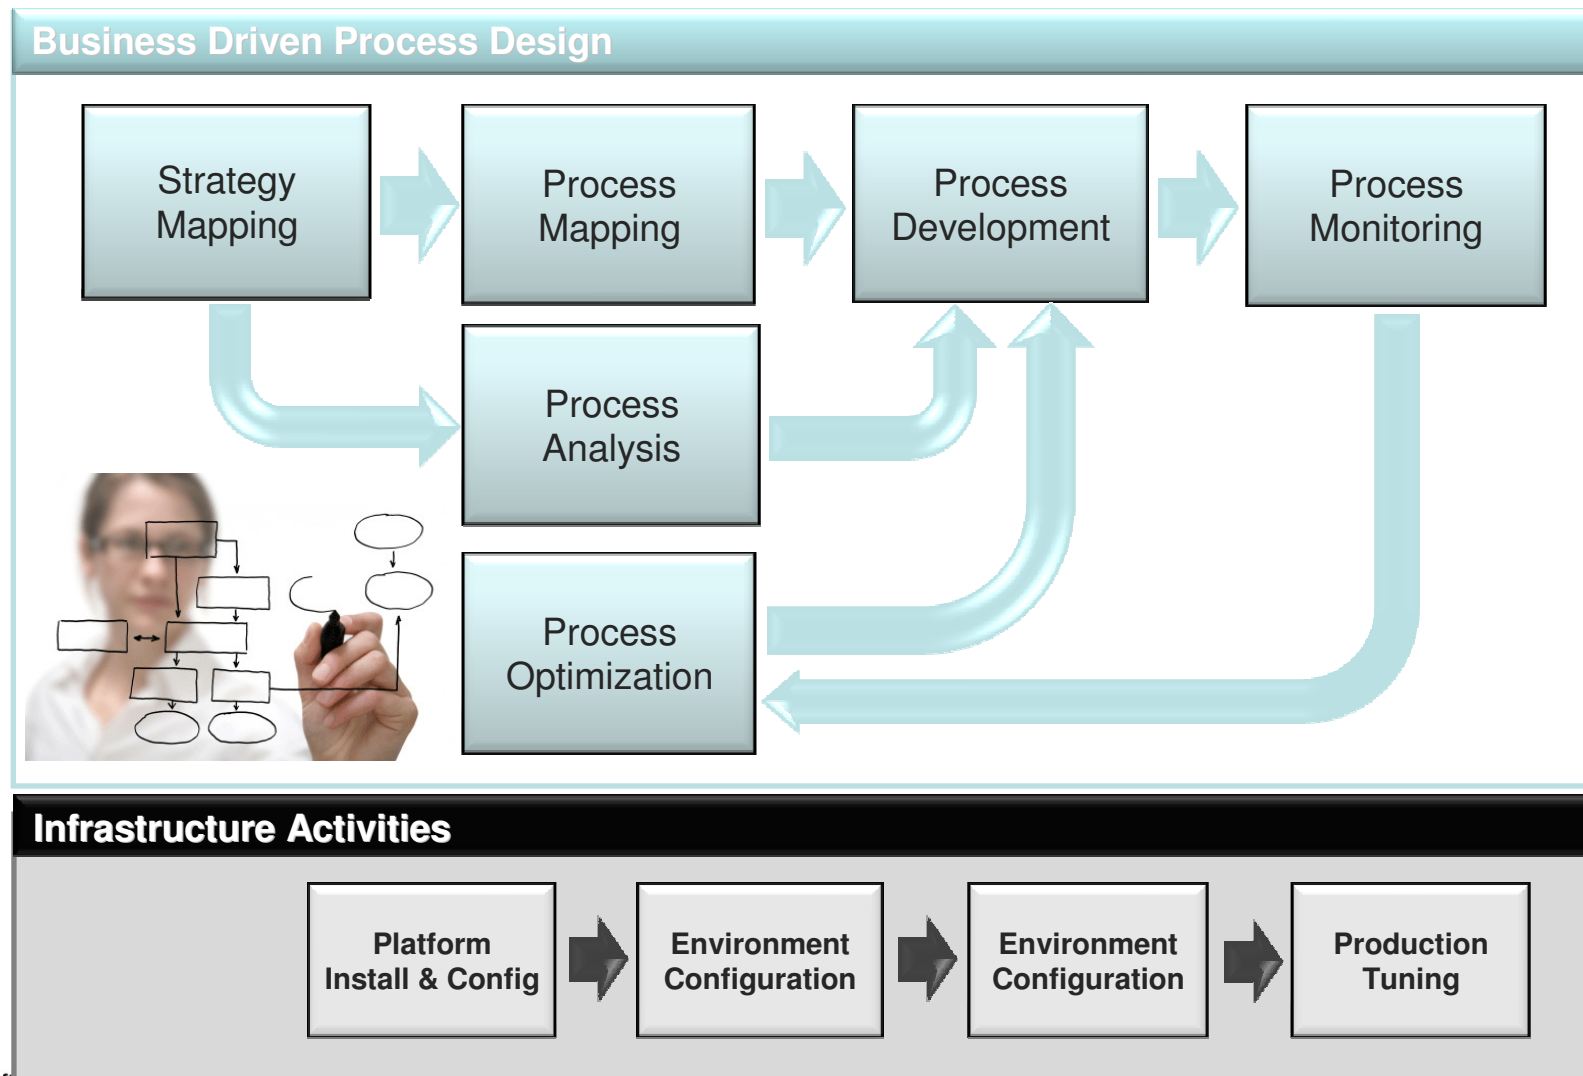 Business Driven Process Design
Strategy
Mapping
Process
Mapping
Process
Development
Process
Monitoring
Process
Analysis
Process
Optimization
Infrastructure Activities
Platform
Install & Config
Environment
Configuration
Environment
Configuration
Production
Tuning